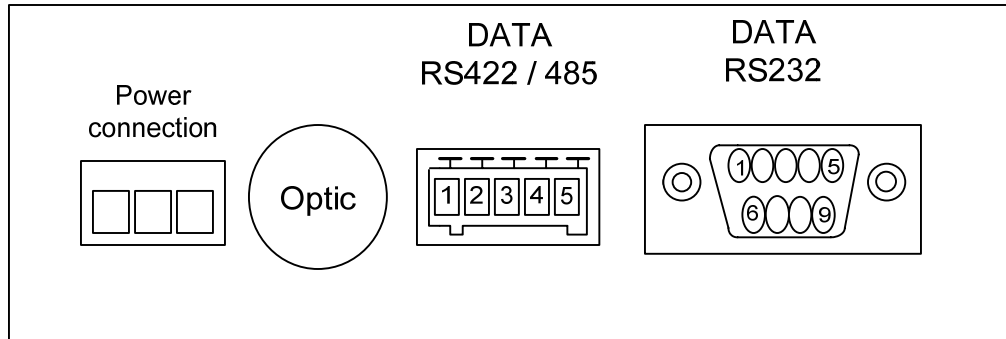 DATA
RS422 / 485
DATA
RS232
Power
connection
Optic
1 2 3 4 5
1 5
6 9